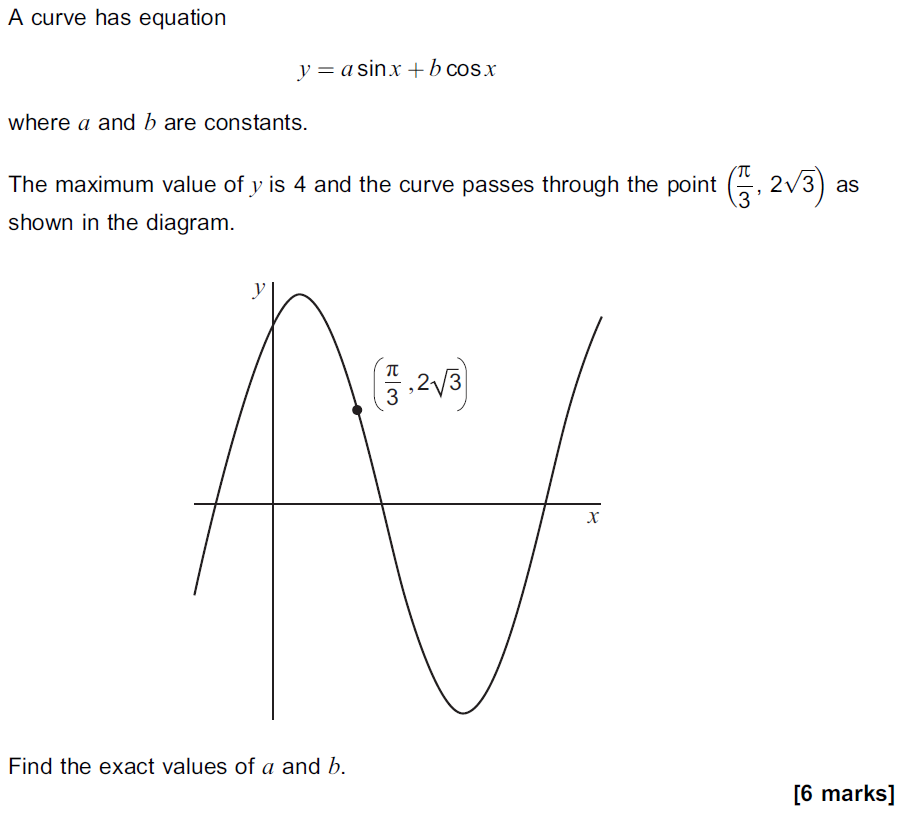 A curve has equation
y = a sin x + b cos x
where a and b are constants.
The maximum value of y is 4 and the curve passes through the point (π/3, 2√3) as
shown in the diagram.
y
(π/3, 2√3)
x
Find the exact values of a and b.
[6 marks]